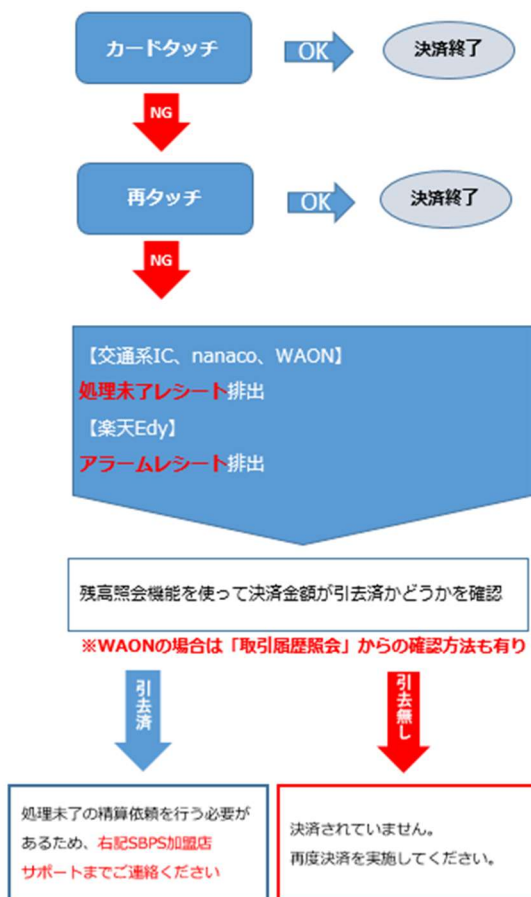 カードタッチ
OK
決済終了
NG
再タッチ
OK
決済終了
NG
【交通系IC、nanaco、WAON】
処理未了レシート排出
【楽天Edy】
アラームレシート排出
残高照会機能を使って決済金額が引去済かどうかを確認
※WAONの場合は「取引履歴照会」からの確認方法も有り
引去済
引去無し
処理未了の精算依頼を行う必要が
あるため、右記SBPS加盟店
サポートまでご連絡ください
決済されていません。
再度決済を実施してください。